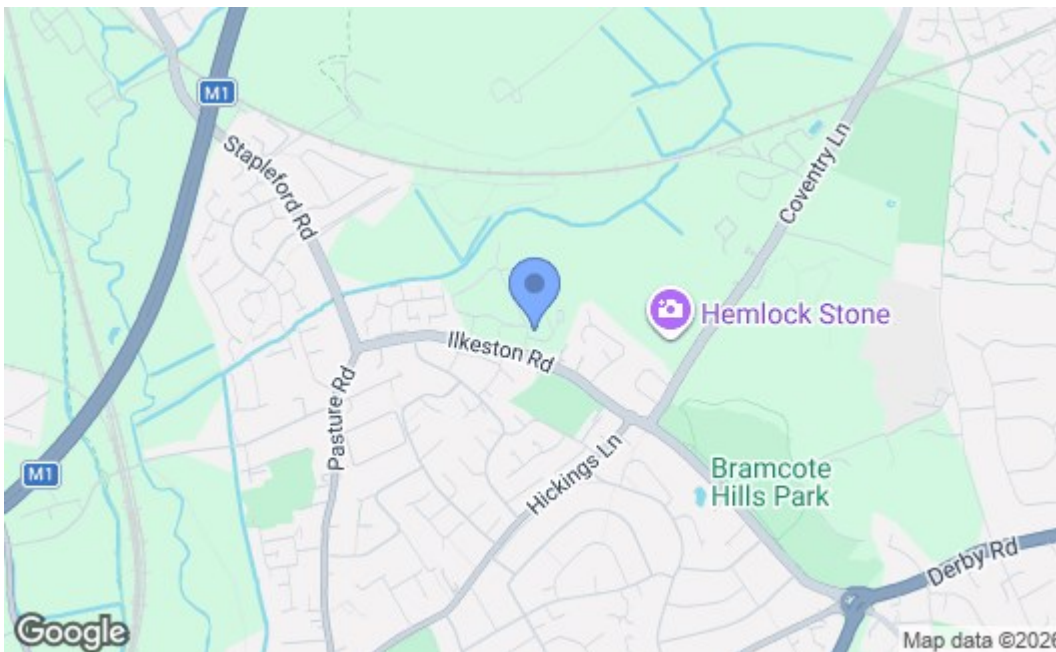 M1
Stapleford Rd
Coventry Ln
Hemlock Stone
Ilkeston Rd
Pasture Rd
Hickings Ln
M1
Bramcote
Hills Park
Derby Rd
Google
Map data ©2026